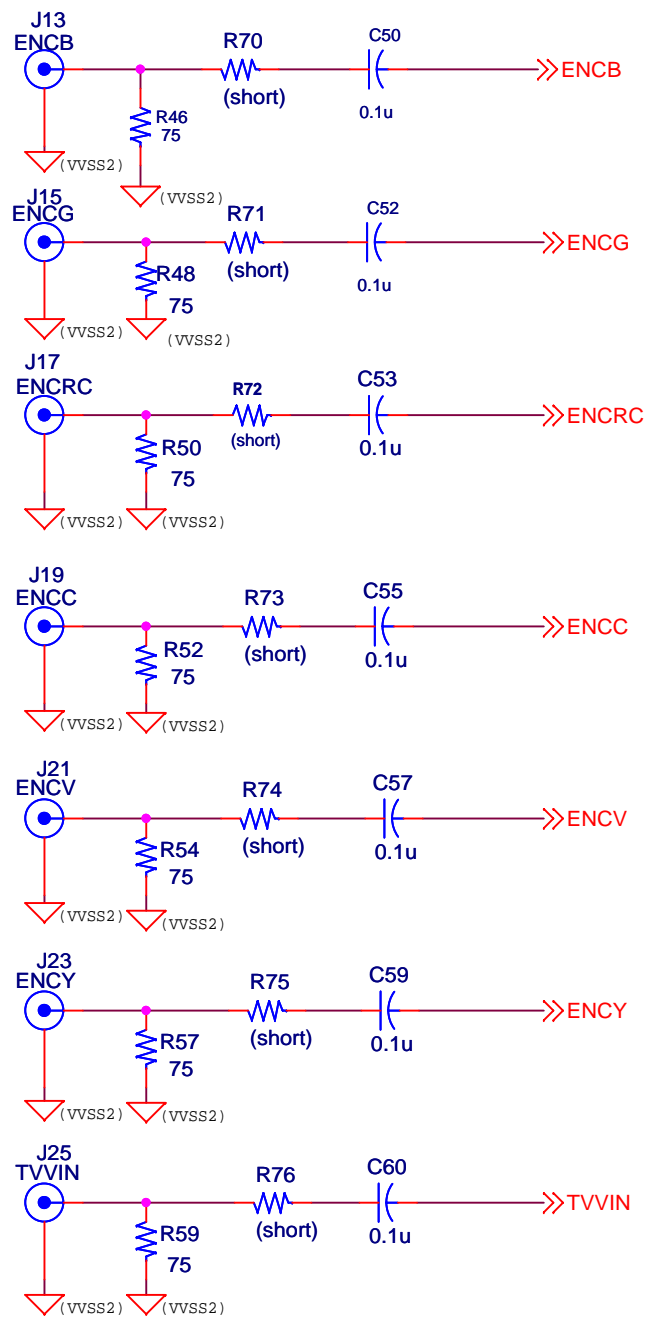 J13
ENCB
R70
(short)
C50
0.1u
ENCB
R46
75
(VVSS2)
(VVSS2)
J15
ENCG
R71
(short)
C52
0.1u
ENCG
R48
75
(VVSS2)
(VVSS2)
J17
ENCRC
R72
(short)
C53
0.1u
ENCRC
R50
75
(VVSS2)
(VVSS2)
J19
ENCC
R73
(short)
C55
0.1u
ENCC
R52
75
(VVSS2)
(VVSS2)
J21
ENCV
R74
(short)
C57
0.1u
ENCV
R54
75
(VVSS2)
(VVSS2)
J23
ENCY
R75
(short)
C59
0.1u
ENCY
R57
75
(VVSS2)
(VVSS2)
J25
TVVIN
R76
(short)
C60
0.1u
TVVIN
R59
75
(VVSS2)
(VVSS2)